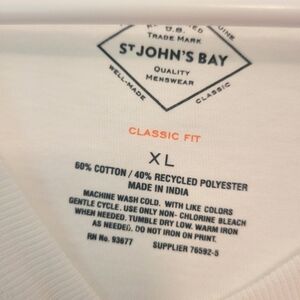 U.S.
TRADE MARK
ST JOHN'S BAY
QUALITY
MENSWEAR
WELL-MADE
CLASSIC
CLASSIC FIT
XL
60% COTTON / 40% RECYCLED POLYESTER
MADE IN INDIA
MACHINE WASH COLD. WITH LIKE COLORS
GENTLE CYCLE. USE ONLY NON- CHLORINE BLEACH
WHEN NEEDED. TUMBLE DRY LOW. WARM IRON
AS NEEDED. DO NOT IRON ON PRINT.
RN No. 93677 SUPPLIER 76592-5